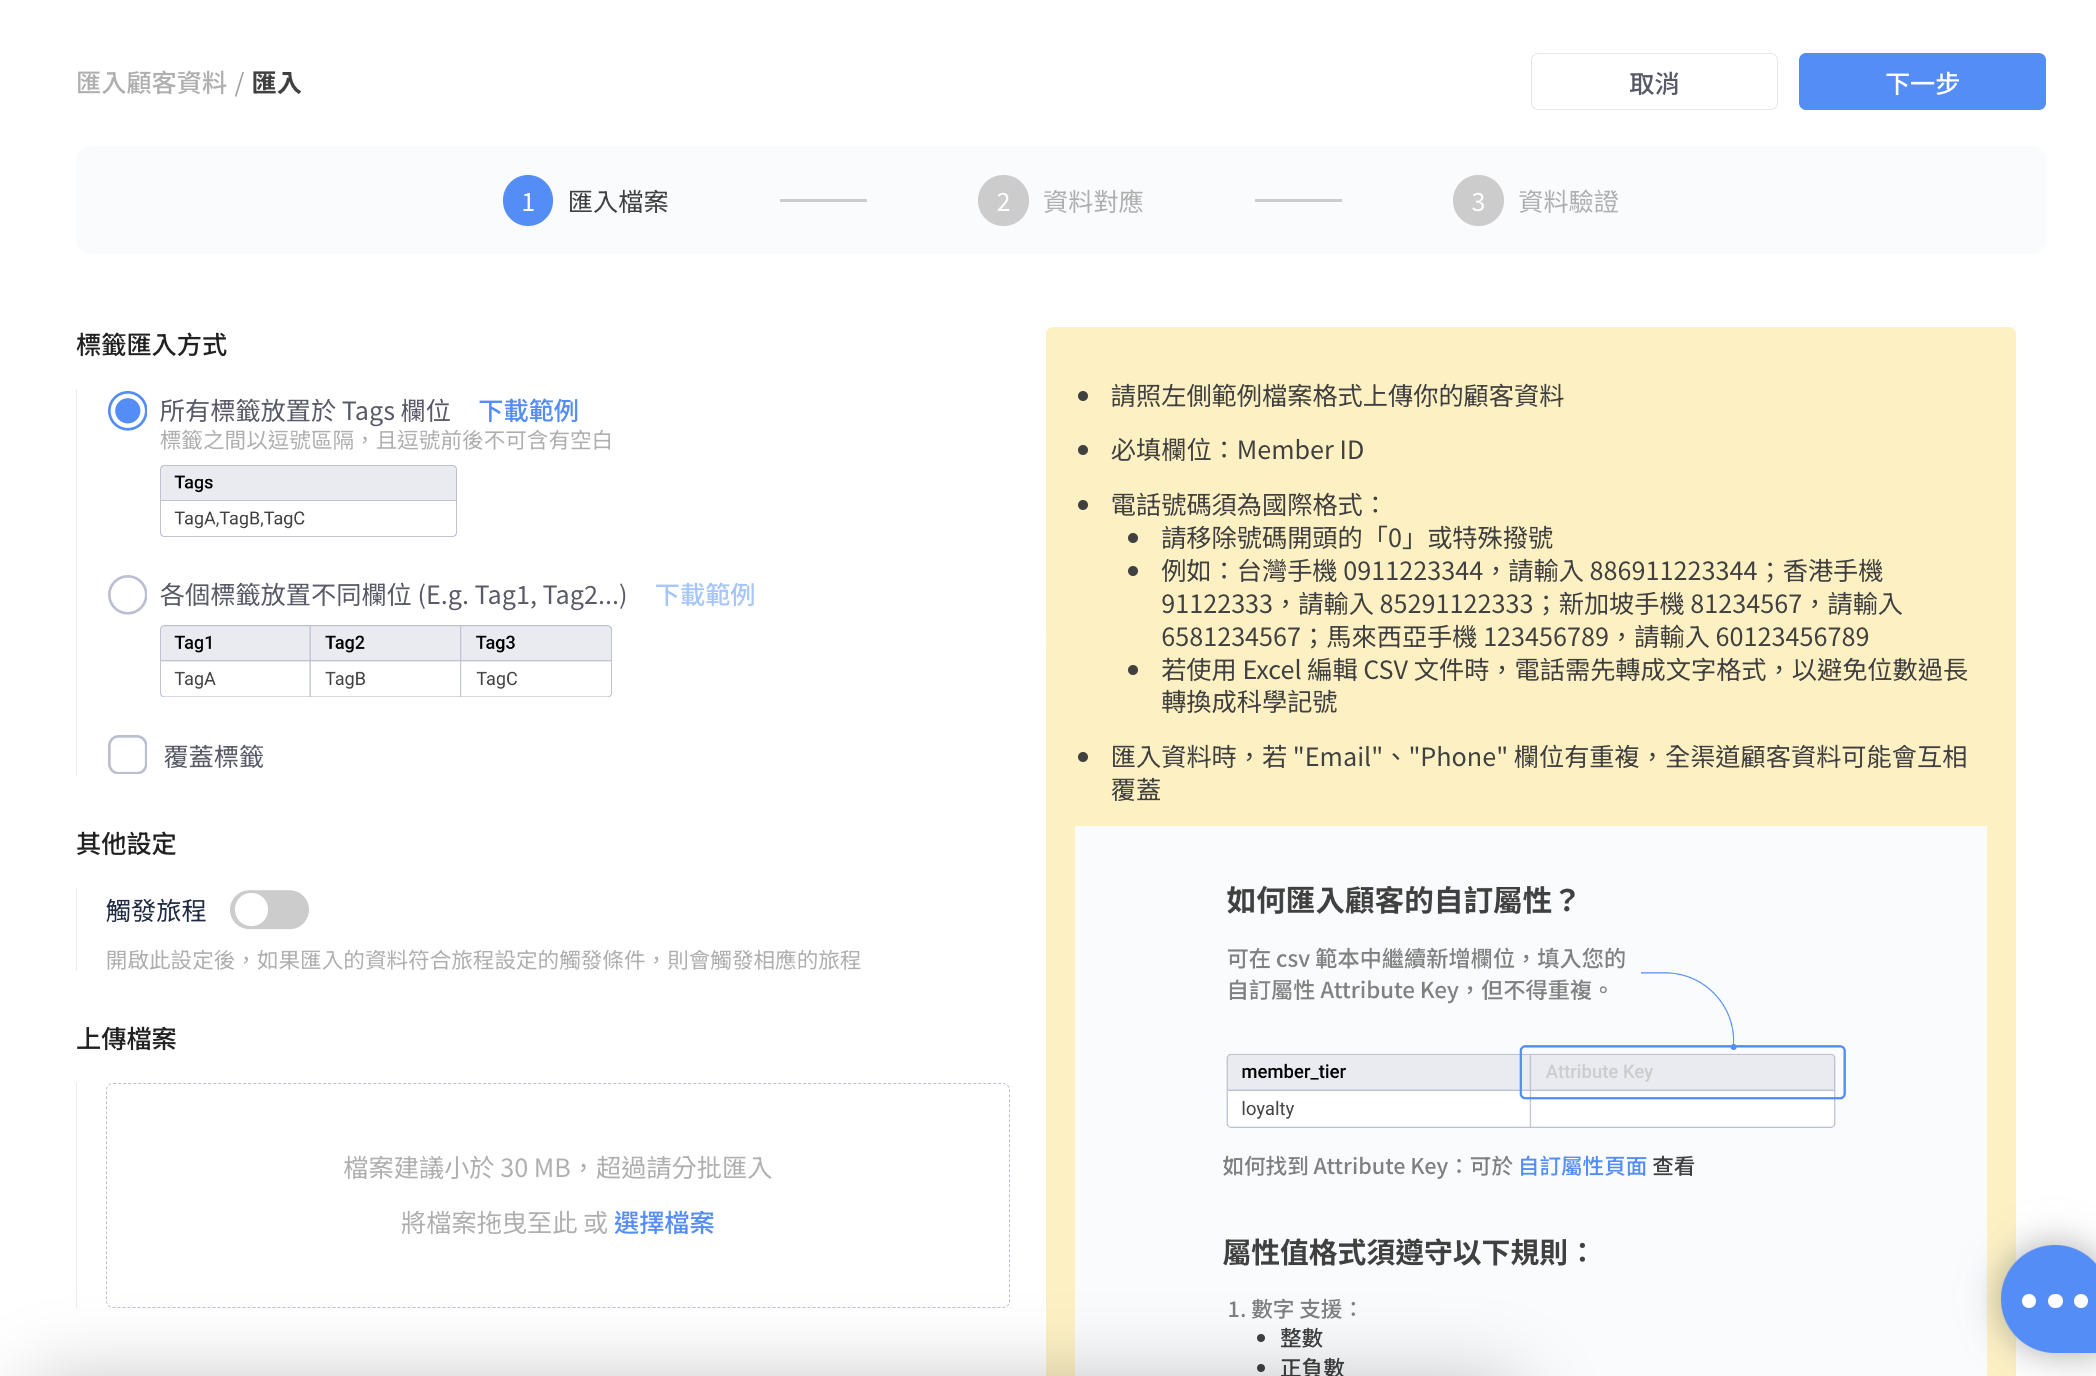 匯入顧客資料 / 匯入
取消
下一步
1 匯入檔案
2 資料對應
3 資料驗證
標籤匯入方式
所有標籤放置於 Tags 欄位 下載範例
標籤之間以逗號區隔，且逗號前後不可含有空白
Tags
TagA,TagB,TagC
各個標籤放置不同欄位 (E.g. Tag1, Tag2...) 下載範例
Tag1 Tag2 Tag3
TagA TagB TagC
覆蓋標籤
其他設定
觸發旅程
開啟此設定後，如果匯入的資料符合旅程設定的觸發條件，則會觸發相應的旅程
上傳檔案
檔案建議小於 30 MB，超過請分批匯入
將檔案拖曳至此 或 選擇檔案
請照左側範例檔案格式上傳你的顧客資料
必填欄位：Member ID
電話號碼須為國際格式：
請移除號碼開頭的「0」或特殊撥號
例如：台灣手機 0911223344，請輸入 886911223344；香港手機
91122333，請輸入 85291122333；新加坡手機 81234567，請輸入
6581234567；馬來西亞手機 123456789，請輸入 60123456789
若使用 Excel 編輯 CSV 文件時，電話需先轉成文字格式，以避免位數過長
轉換成科學記號
匯入資料時，若 "Email"、"Phone" 欄位有重複，全渠道顧客資料可能會互相
覆蓋
如何匯入顧客的自訂屬性？
可在 csv 範本中繼續新增欄位，填入您的
自訂屬性 Attribute Key，但不得重複。
member_tier Attribute Key
loyalty
如何找到 Attribute Key：可於 自訂屬性頁面 查看
屬性值格式須遵守以下規則：
1. 數字 支援：
整數
正負數